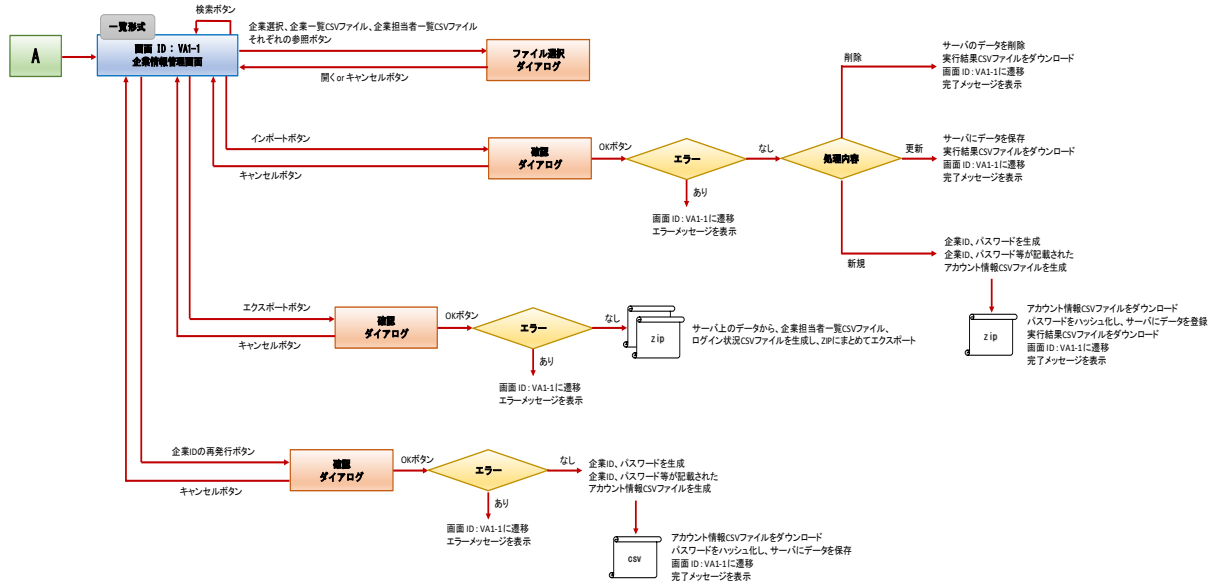 検索ボタン
一覧形式
企業選択、企業一覧CSVファイル、企業担当者一覧CSVファイル
それぞれの参照ボタン
A
画面 ID : VA1-1
企業情報管理画面
ファイル選択
ダイアログ
開くor キャンセルボタン
サーバのデータを削除
実行結果CSVファイルをダウンロード
画面 ID : VA1-1に遷移
完了メッセージを表示
削除
インポートボタン
キャンセルボタン
確認
ダイアログ
OKボタン
エラー
なし
処理内容
更新
サーバにデータを保存
実行結果CSVファイルをダウンロード
画面 ID : VA1-1に遷移
完了メッセージを表示
あり
画面 ID : VA1-1に遷移
エラーメッセージを表示
新規
企業ID、パスワードを生成
企業ID、パスワード等が記載された
アカウント情報CSVファイルを生成
エクスポートボタン
キャンセルボタン
確認
ダイアログ
OKボタン
エラー
なし
zip
サーバ上のデータから、企業担当者一覧CSVファイル、
ログイン状況CSVファイルを生成し、ZIPにまとめてエクスポート
あり
画面 ID : VA1-1に遷移
エラーメッセージを表示
zip
アカウント情報CSVファイルをダウンロード
パスワードをハッシュ化し、サーバにデータを登録
実行結果CSVファイルをダウンロード
画面 ID : VA1-1に遷移
完了メッセージを表示
企業IDの再発行ボタン
キャンセルボタン
確認
ダイアログ
OKボタン
エラー
なし
企業ID、パスワードを生成
企業ID、パスワード等が記載された
アカウント情報CSVファイルを生成
あり
画面 ID : VA1-1に遷移
エラーメッセージを表示
CSV
アカウント情報CSVファイルをダウンロード
パスワードをハッシュ化し、サーバにデータを保存
画面 ID : VA1-1に遷移
完了メッセージを表示